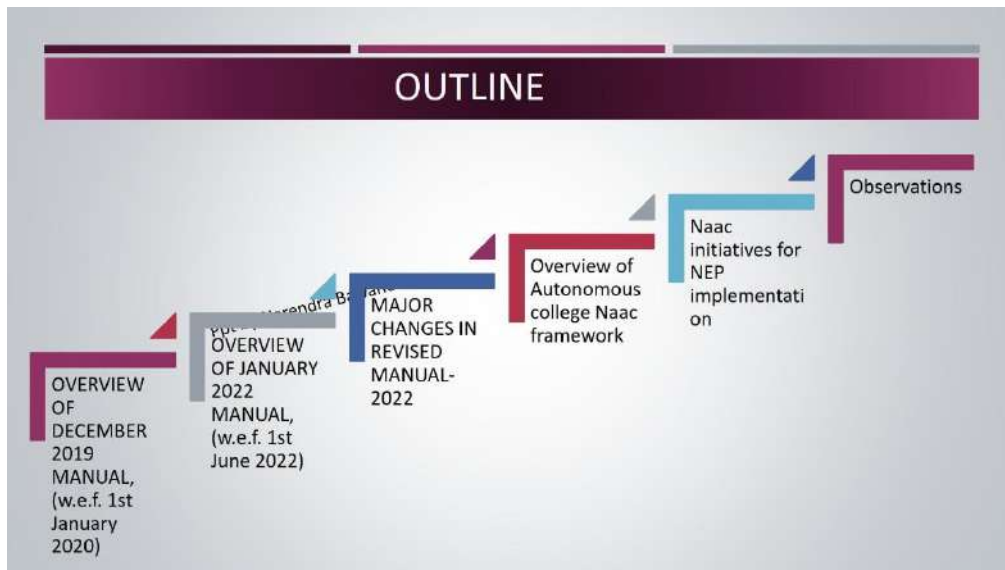 OUTLINE
OVERVIEW
OF
DECEMBER
2019
MANUAL,
(w.e.f. 1st
January
2020)
OVERVIEW
OF JANUARY
2022
MANUAL,
(w.e.f. 1st
June 2022)
MAJOR
CHANGES IN
REVISED
MANUAL-
2022
Overview of
Autonomous
college Naac
framework
Naac
initiatives for
NEP
implementati
on
Observations